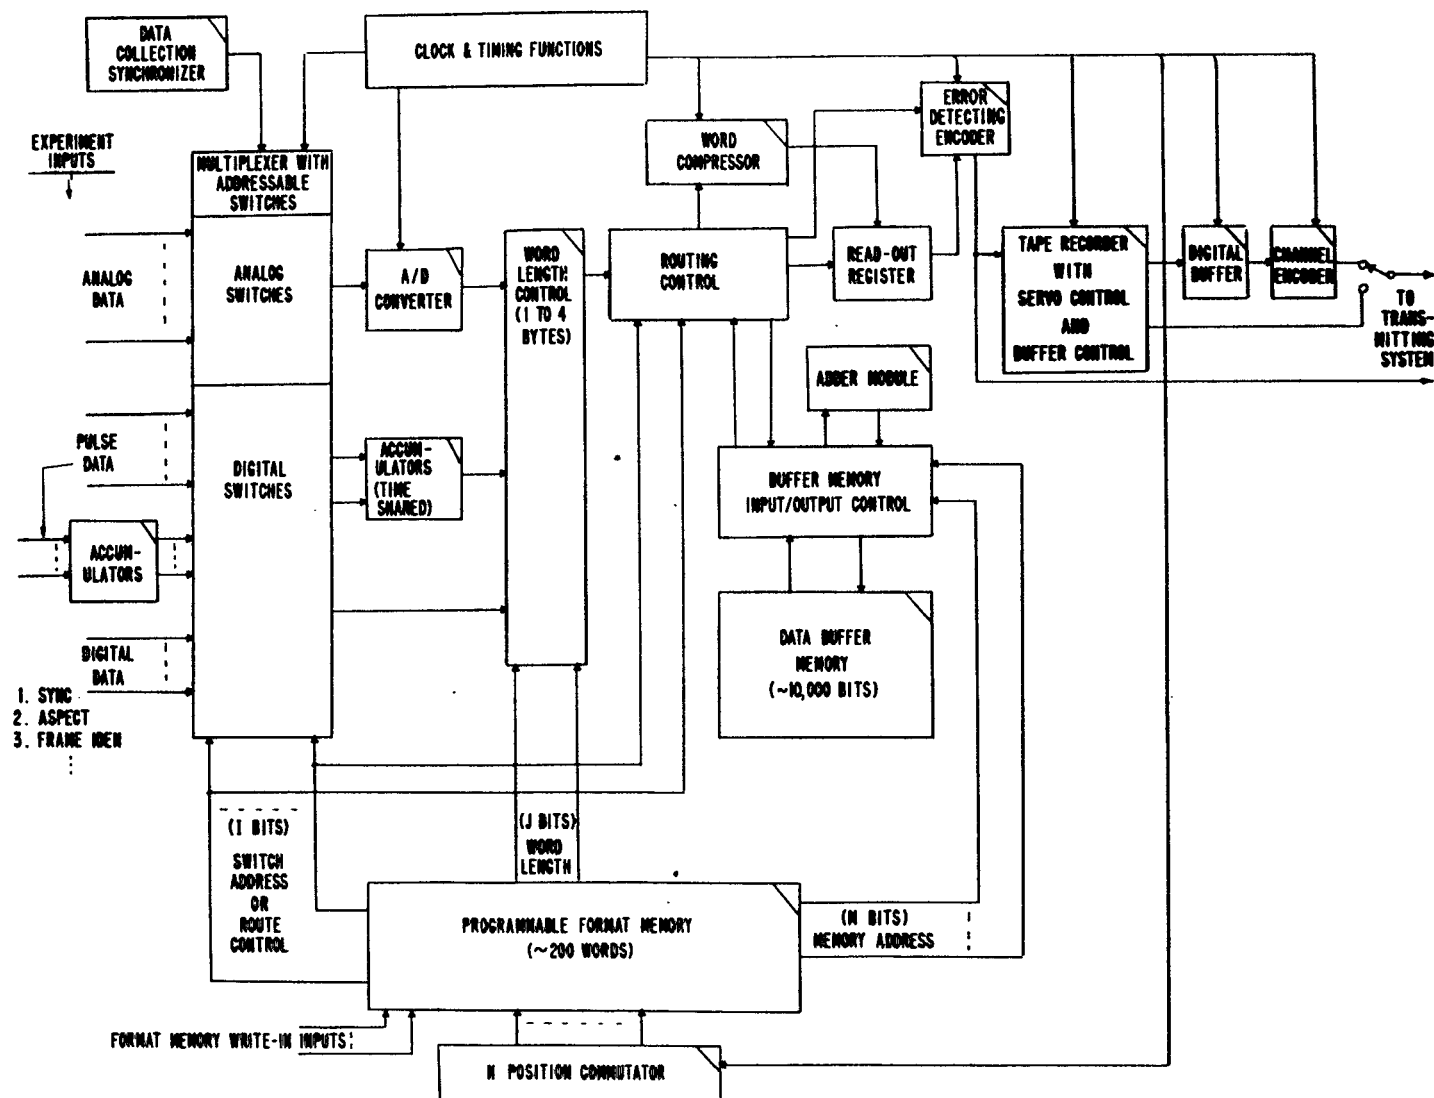 DATA
COLLECTION
SYNCHRONIZER
CLOCK & TIMING FUNCTIONS
EXPERIMENT
INPUTS
MULTIPLEXER WITH
ADDRESSABLE
SWITCHES
WORD
COMPRESSOR
ERROR
DETECTING
ENCODER
ANALOG
DATA
ANALOG
SWITCHES
A/D
CONVERTER
WORD
LENGTH
CONTROL
(1 TO 4
BYTES)
ROUTING
CONTROL
READ-OUT
REGISTER
TAPE RECORDER
WITH
SERVO CONTROL
AND
BUFFER CONTROL
DIGITAL
BUFFER
CHANNEL
ENCODER
TO
TRANS-
MITTING
SYSTEM
ADDER MODULE
PULSE
DATA
DIGITAL
SWITCHES
ACCUM-
ULATORS
(TIME
SHARED)
BUFFER MEMORY
INPUT/OUTPUT CONTROL
ACCUM-
ULATORS
DATA BUFFER
MEMORY
(~10,000 BITS)
DIGITAL
DATA
1. SYNC
2. ASPECT
3. FRAME IDEN
(I BITS)
SWITCH
ADDRESS
OR
ROUTE
CONTROL
(J BITS)
WORD
LENGTH
PROGRAMMABLE FORMAT MEMORY
(~200 WORDS)
(M BITS)
MEMORY ADDRESS
FORMAT MEMORY WRITE-IN INPUTS
N POSITION COMMUTATOR